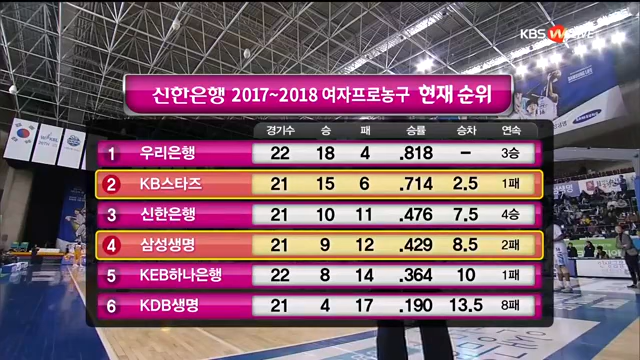 KBS N LIVE
신한은행 2017~2018 여자프로농구 현재 순위
경기수 승 패 승률 승차 연속
1 우리은행 22 18 4 .818 – 3승
2 KB스타즈 21 15 6 .714 2.5 1패
3 신한은행 21 10 11 .476 7.5 4승
4 삼성생명 21 9 12 .429 8.5 2패
5 KEB하나은행 22 8 14 .364 10 1패
6 KDB생명 21 4 17 .190 13.5 8패
SAMSUNG